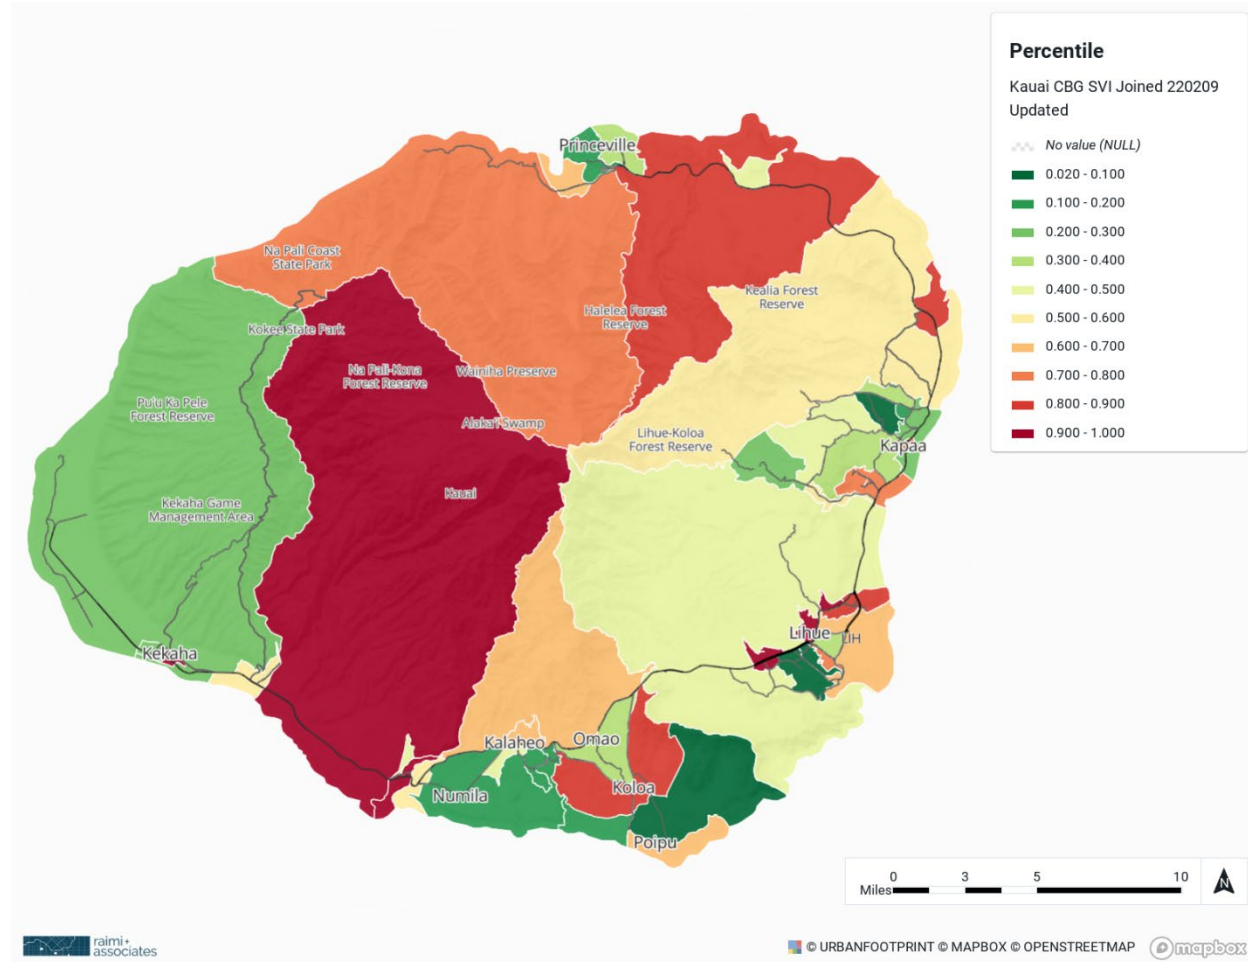 Percentile
Kauai CBG SVI Joined 220209
Updated
No value (NULL)
0.020 - 0.100
0.100 - 0.200
0.200 - 0.300
0.300 - 0.400
0.400 - 0.500
0.500 - 0.600
0.600 - 0.700
0.700 - 0.800
0.800 - 0.900
0.900 - 1.000
Princeville
Na Pali Coast
State Park
Kealia Forest
Reserve
Halelea Forest
Reserve
Kokee State Park
Na Pali-Kona
Forest Reserve
Wainiha Preserve
Puu Ka Pele
Forest Reserve
Alaka'i Swamp
Lihue-Koloa
Forest Reserve
Kapaa
Kauai
Kekaha Game
Management Area
Lihue
LIH
Kekaha
Kalaheo
Omao
Koloa
Numila
Poipu
0 3 5 10
Miles
N
raimi+
associates
© URBANFOOTPRINT © MAPBOX © OPENSTREETMAP
mapbox